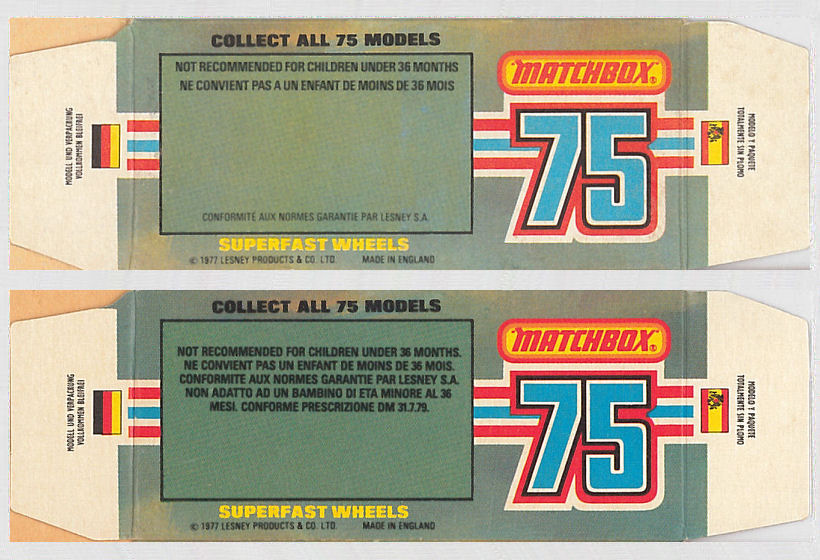 COLLECT ALL 75 MODELS
NOT RECOMMENDED FOR CHILDREN UNDER 36 MONTHS
NE CONVIENT PAS A UN ENFANT DE MOINS DE 36 MOIS
CONFORMITÉ AUX NORMES GARANTIE PAR LESNEY S.A.
SUPERFAST WHEELS
© 1977 LESNEY PRODUCTS & CO. LTD. MADE IN ENGLAND
MODELL UND VERPACKUNG
VOLLKOMMEN BLEIFREI
MATCHBOX
75
MODELO Y PAQUETE
TOTALMENTE SIN PLOMO
COLLECT ALL 75 MODELS
NOT RECOMMENDED FOR CHILDREN UNDER 36 MONTHS.
NE CONVIENT PAS UN ENFANT DE MOINS DE 36 MOIS.
CONFORMITE AUX NORMES GARANTIE PAR LESNEY S.A.
NON ADATTO AD UN BAMBINO DI ETA MINORE AL 36
MESI. CONFORME PRESCRIZIONE DM 31.7.79.
SUPERFAST WHEELS
© 1977 LESNEY PRODUCTS & CO. LTD. MADE IN ENGLAND
MODELL UND VERPACKUNG
VOLLKOMMEN BLEIFREI
MATCHBOX
75
MODELO Y PAQUETE
TOTALMENTE SIN PLOMO